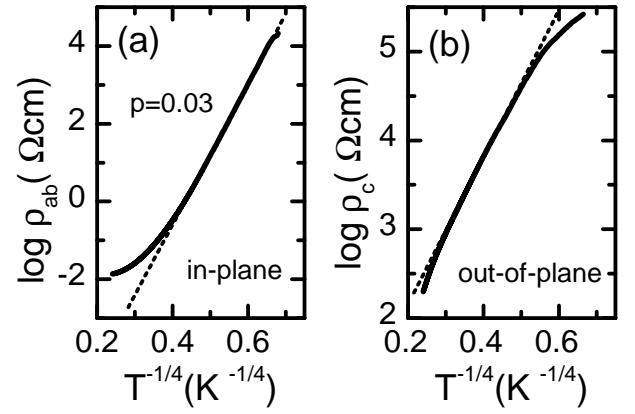 (a)
p=0.03
in-plane
log ρab( Ωcm)
4
2
0
-2
0.2 0.4 0.6
T-1/4(K -1/4)
(b)
out-of-plane
log ρc( Ωcm)
5
4
3
2
0.2 0.4 0.6
T-1/4(K -1/4)